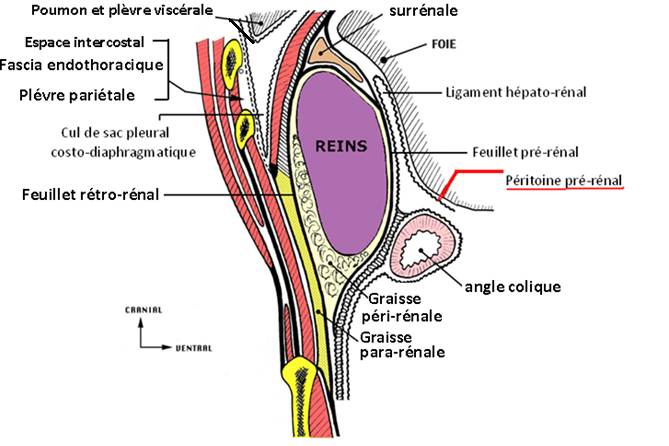 Poumon et plèvre viscérale
surrénale
Espace intercostal
FOIE
Fascia endothoracique
Plévre pariétale
Ligament hépato-rénal
Cul de sac pleural
costo-diaphragmatique
REINS
Feuillet pré-rénal
Péritoine pré-rénal
Feuillet rétro-rénal
angle colique
Graisse
péri-rénale
CRANIAL
VENTRAL
Graisse
para-rénale